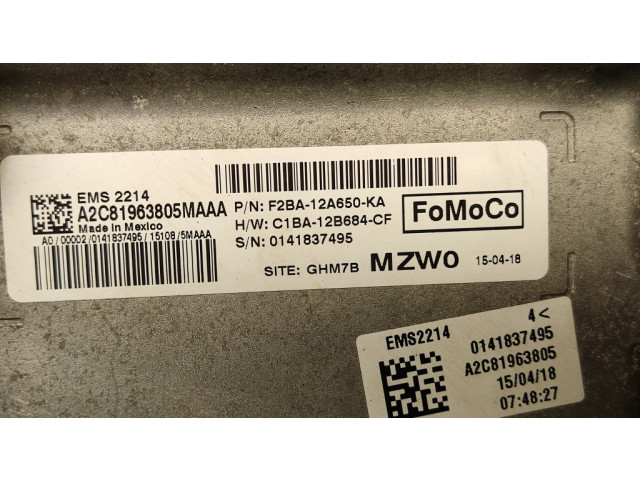 EMS 2214
A2C81963805MAAA
Made in Mexico
A0 / 00002 / 0141837495 / 15108 / 5MAAA
P/N: F2BA-12A650-KA
H/W: C1BA-12B684-CF
S/N: 0141837495
FoMoCo
SITE: GHM7B MZW0 15-04-18
4<
EMS2214 0141837495
A2C81963805
15/04/18
07:48:27